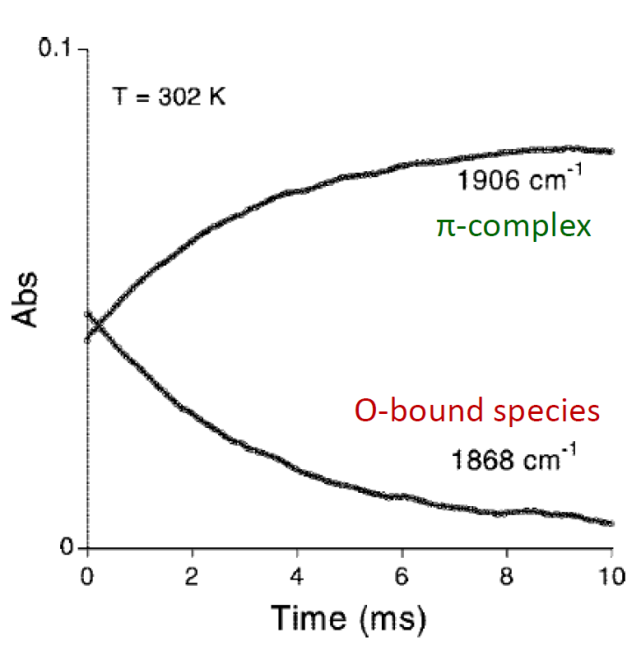 0.1
T = 302 K
1906 cm⁻¹
π-complex
Abs
O-bound species
1868 cm⁻¹
0
0 2 4 6 8 10
Time (ms)